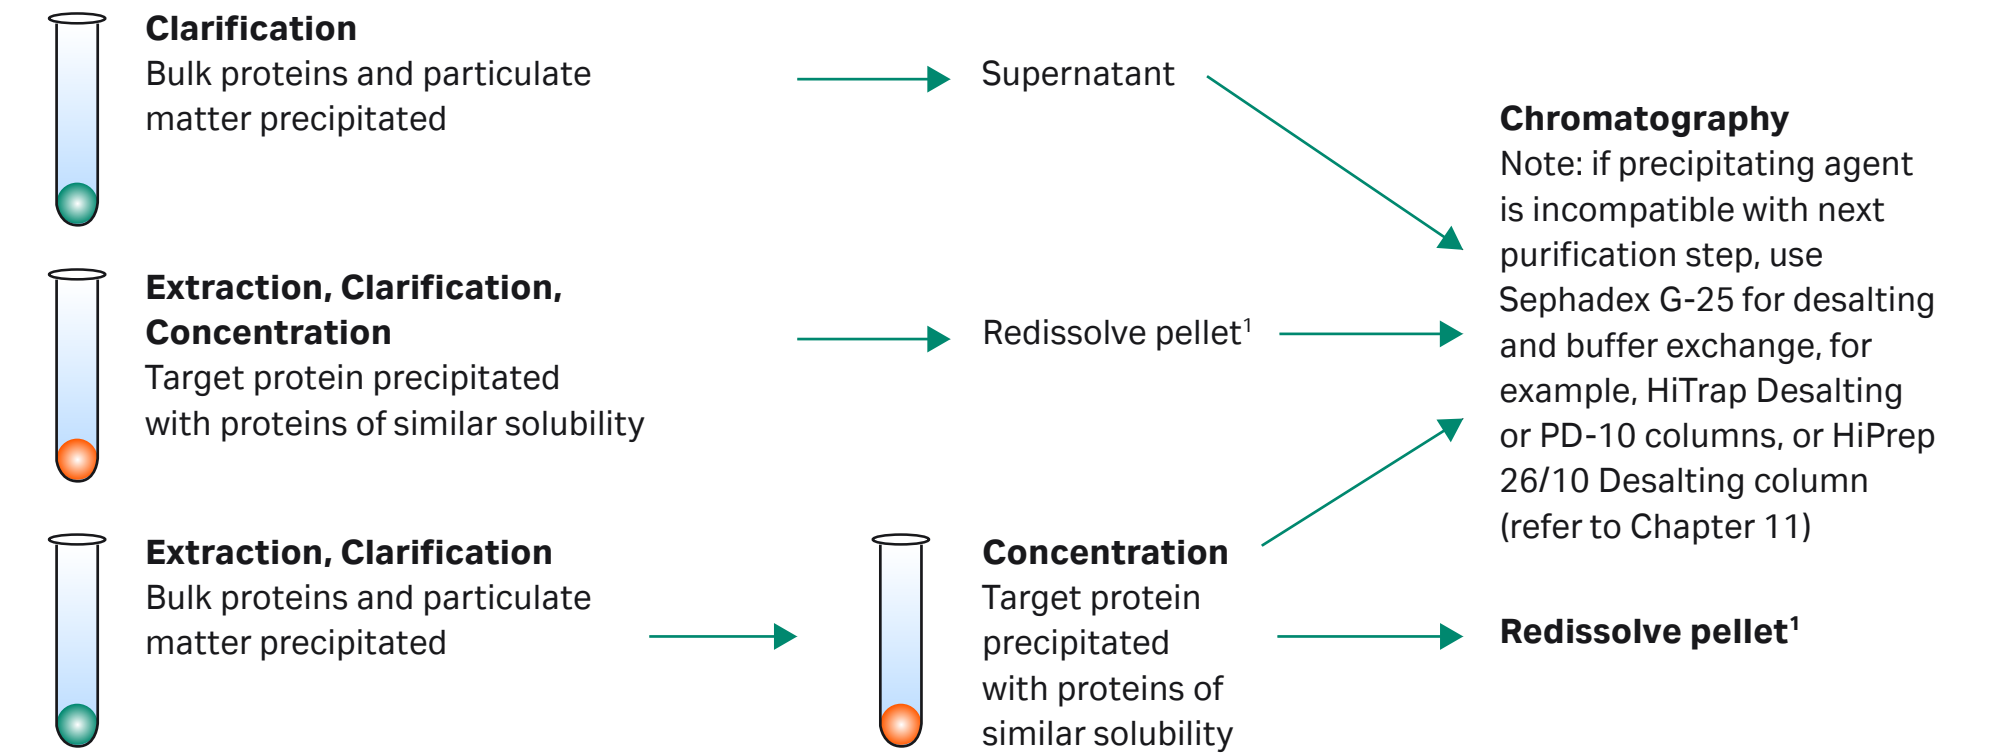 Clarification
Bulk proteins and particulate
matter precipitated
Supernatant
Extraction, Clarification,
Concentration
Target protein precipitated
with proteins of similar solubility
Redissolve pellet¹
Extraction, Clarification
Bulk proteins and particulate
matter precipitated
Concentration
Target protein
precipitated
with proteins of
similar solubility
Chromatography
Note: if precipitating agent
is incompatible with next
purification step, use
Sephadex G-25 for desalting
and buffer exchange, for
example, HiTrap Desalting
or PD-10 columns, or HiPrep
26/10 Desalting column
(refer to Chapter 11)
Redissolve pellet¹